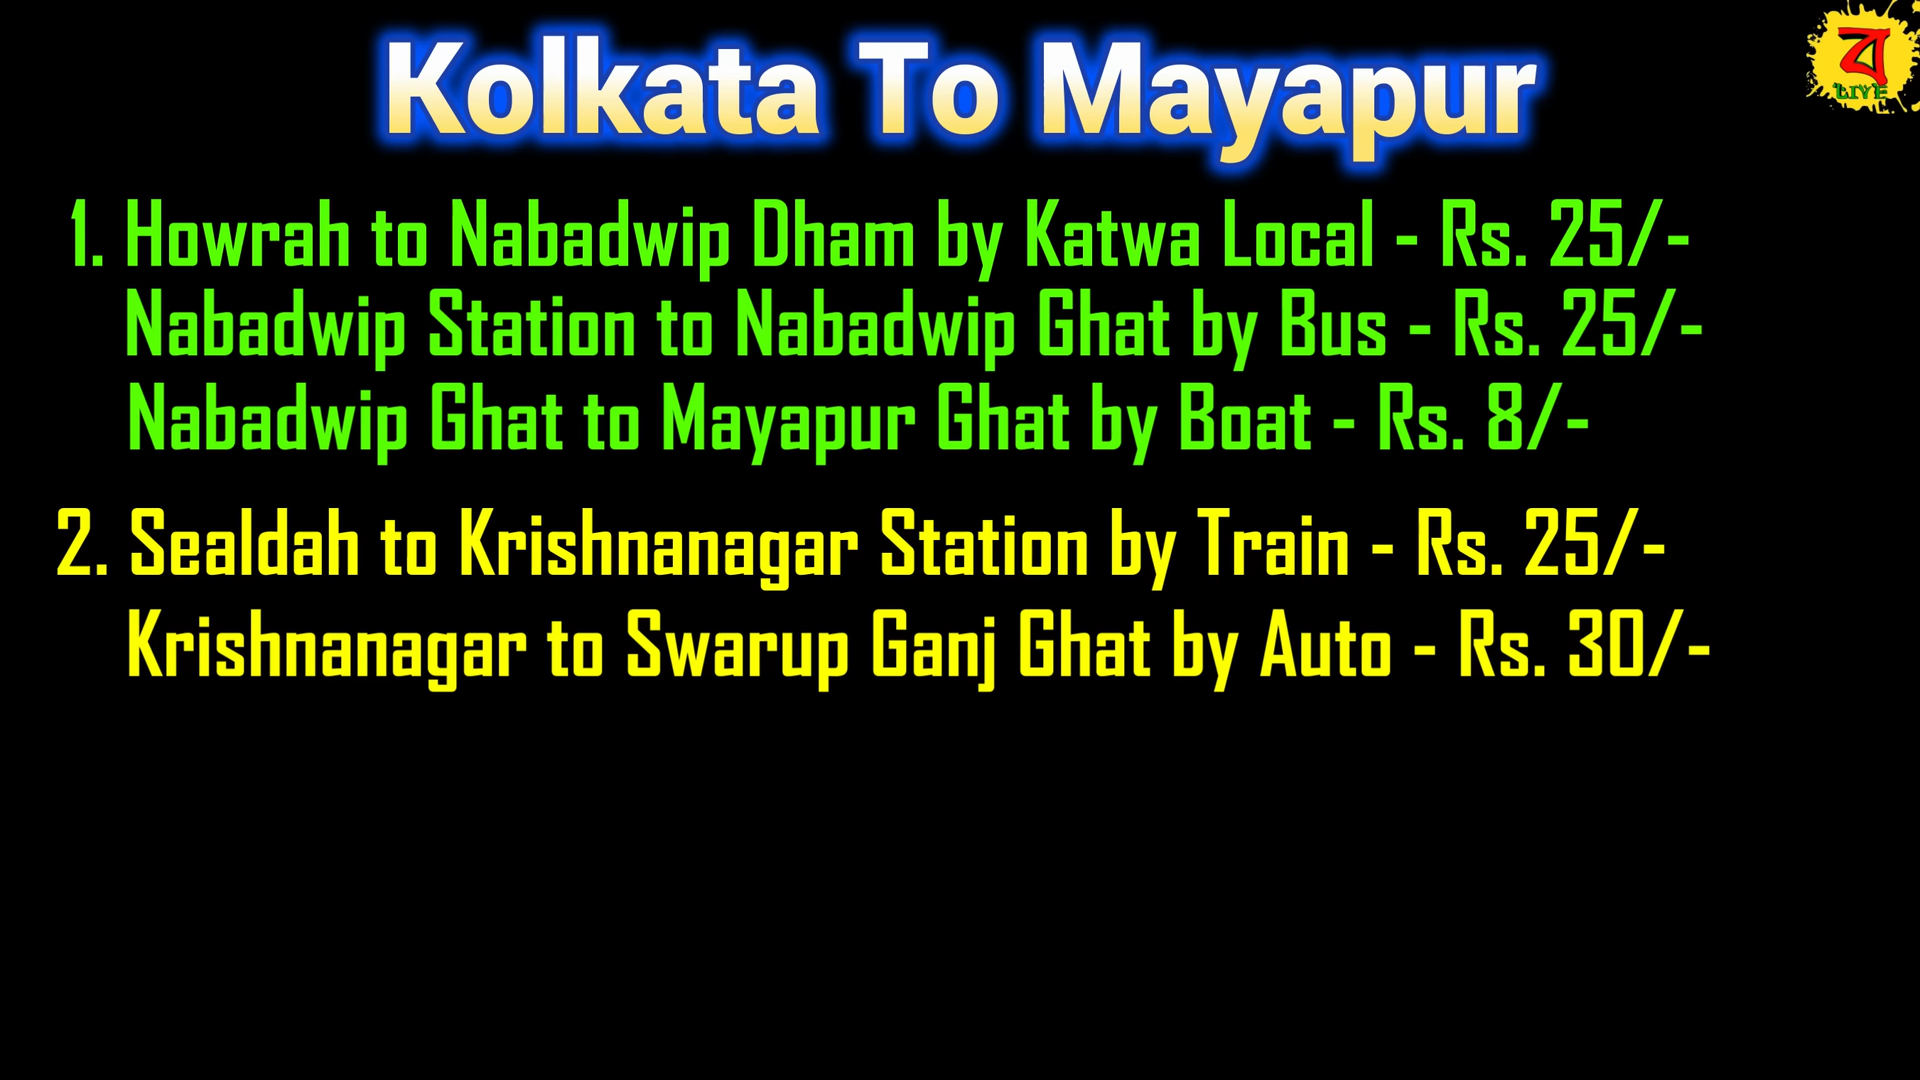 Kolkata To Mayapur
বা
LIVE
1. Howrah to Nabadwip Dham by Katwa Local - Rs. 25/-
Nabadwip Station to Nabadwip Ghat by Bus - Rs. 25/-
Nabadwip Ghat to Mayapur Ghat by Boat - Rs. 8/-
2. Sealdah to Krishnanagar Station by Train - Rs. 25/-
Krishnanagar to Swarup Ganj Ghat by Auto - Rs. 30/-